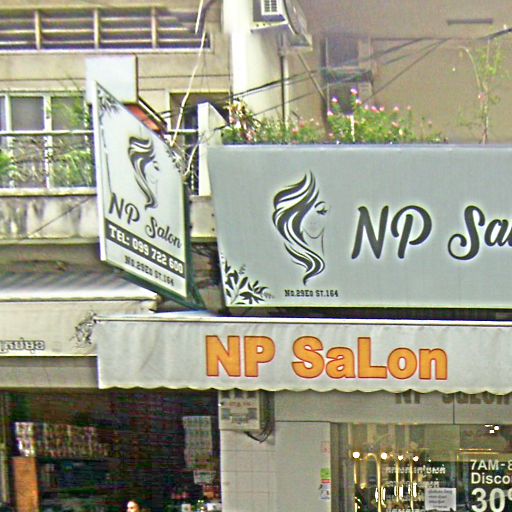 NP Salon
TEL: 099 722 600
No.29E0 ST.164
NP Sa
No.29E0 ST.164
NP SaLon
7AM-8
Disco
30%